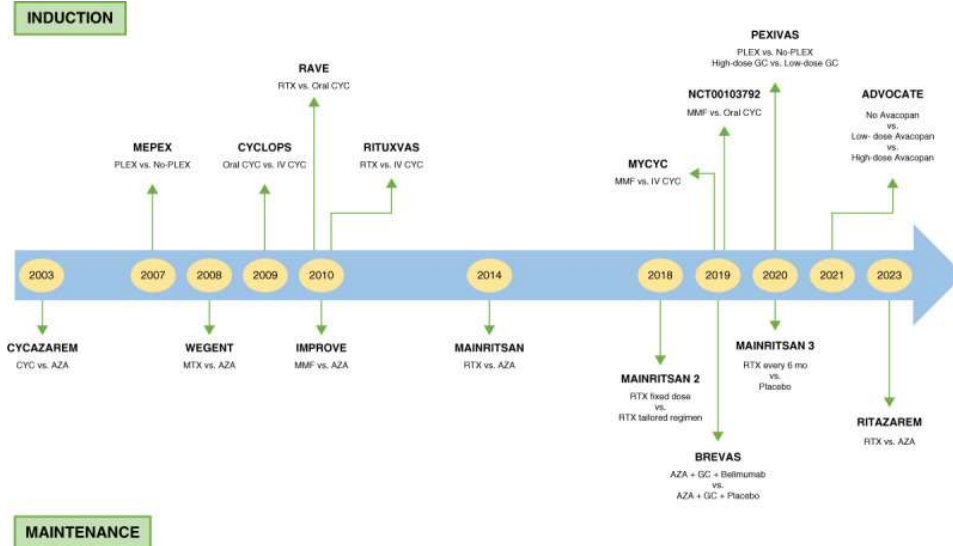 INDUCTION
PEXIVAS
PLEX vs. No-PLEX
High-dose GC vs. Low-dose GC
RAVE
RTX vs. Oral CYC
NCT00103792
MMF vs. Oral CYC
ADVOCATE
No Avacopan
vs.
Low- dose Avacopan
vs.
High-dose Avacopan
MEPEX
PLEX vs. No-PLEX
CYCLOPS
Oral CYC vs. IV CYC
RITUXVAS
RTX vs. IV CYC
MYCYC
MMF vs. IV CYC
2003
2007
2008
2009
2010
2014
2018
2019
2020
2021
2023
CYCAZAREM
CYC vs. AZA
WEGENT
MTX vs. AZA
IMPROVE
MMF vs. AZA
MAINRITSAN
RTX vs. AZA
MAINRITSAN 2
RTX fixed dose
vs.
RTX tailored regimen
BREVAS
AZA + GC + Belimumab
vs.
AZA + GC + Placebo
MAINRITSAN 3
RTX every 6 mo
vs.
Placebo
RITAZAREM
RTX vs. AZA
MAINTENANCE